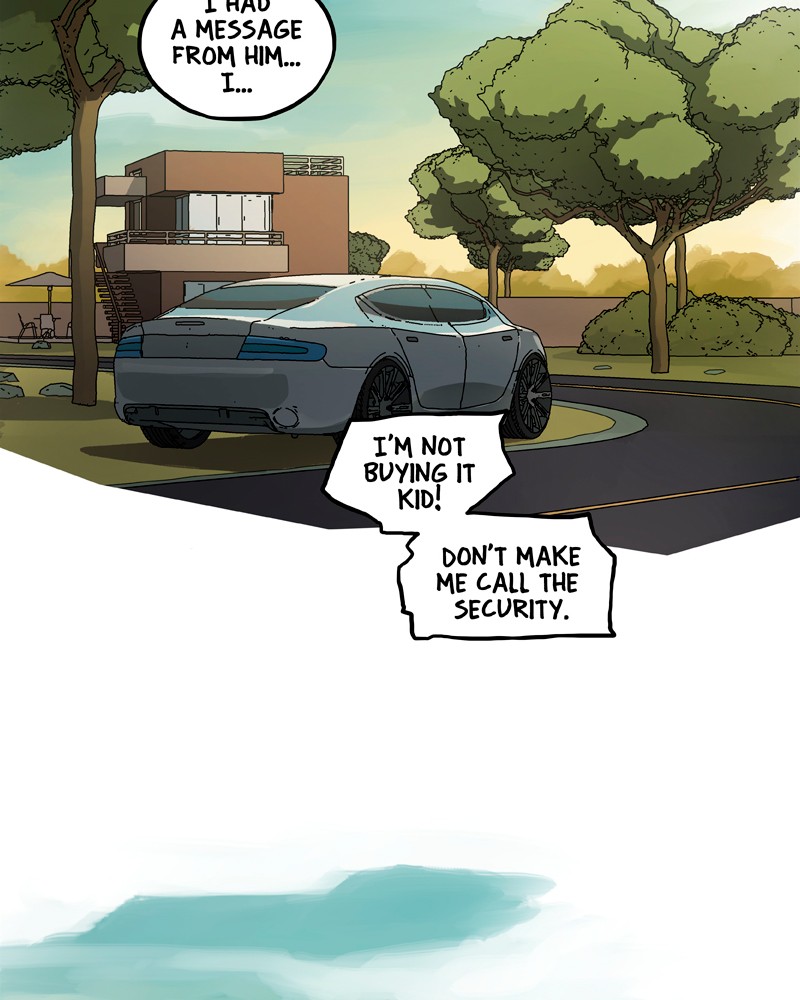 I HAD
A MESSAGE
FROM HIM...
I...
I'M NOT
BUYING IT
KID!
DON'T MAKE
ME CALL THE
SECURITY.